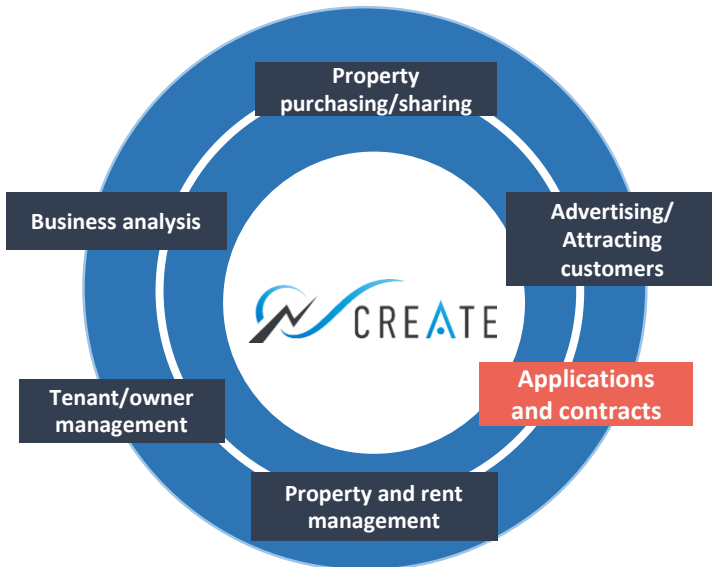 Property
purchasing/sharing
Business analysis
Advertising/
Attracting
customers
CREATE
Applications
and contracts
Tenant/owner
management
Property and rent
management